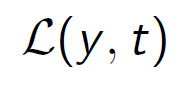 ℒ(y, t)